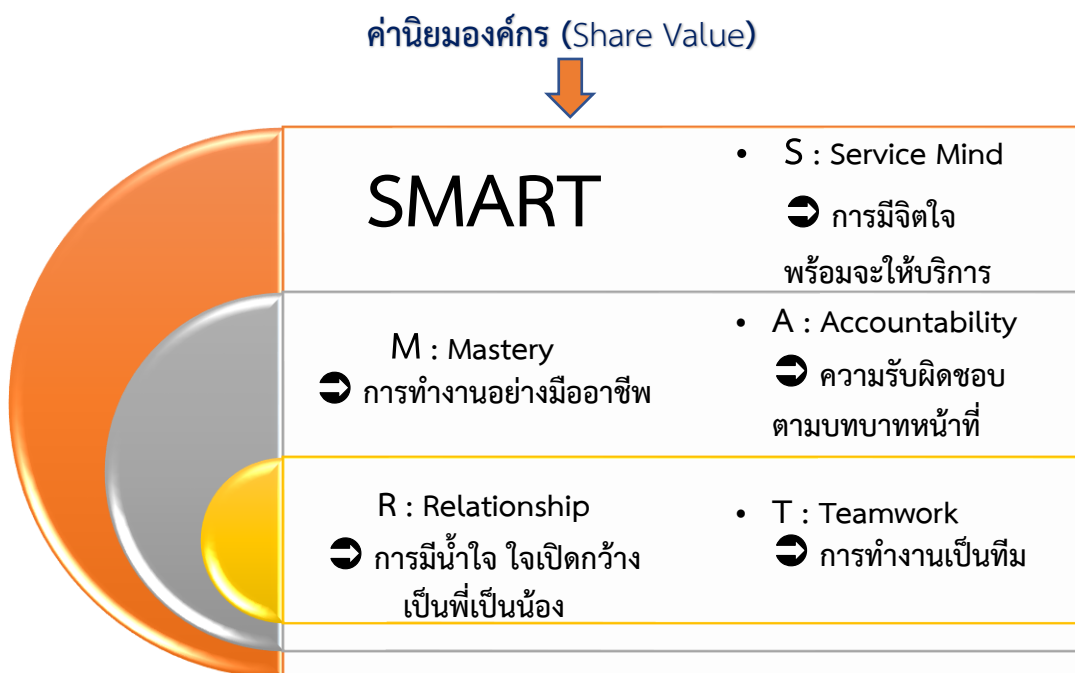 ค่านิยมองค์กร (Share Value)
SMART
• S : Service Mind
➲ การมีจิตใจ
พร้อมจะให้บริการ
M : Mastery
➲ การทำงานอย่างมืออาชีพ
• A : Accountability
➲ ความรับผิดชอบ
ตามบทบาทหน้าที่
R : Relationship
➲ การมีน้ำใจ ใจเปิดกว้าง
เป็นพี่เป็นน้อง
• T : Teamwork
➲ การทำงานเป็นทีม